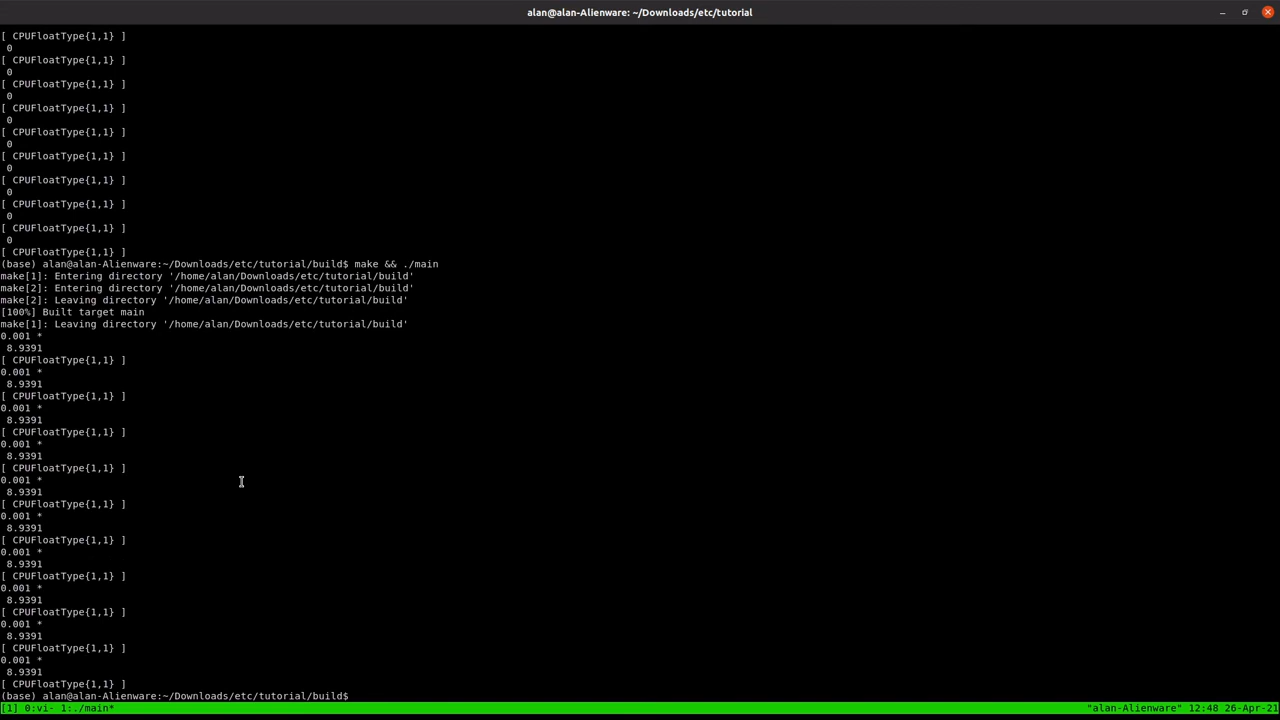 alan@alan-Alienware: ~/Downloads/etc/tutorial
[ CPUFloatType{1,1} ]
 0
[ CPUFloatType{1,1} ]
 0
[ CPUFloatType{1,1} ]
 0
[ CPUFloatType{1,1} ]
 0
[ CPUFloatType{1,1} ]
 0
[ CPUFloatType{1,1} ]
 0
[ CPUFloatType{1,1} ]
 0
[ CPUFloatType{1,1} ]
 0
[ CPUFloatType{1,1} ]
 0
[ CPUFloatType{1,1} ]
(base) alan@alan-Alienware:~/Downloads/etc/tutorial/build$ make && ./main
make[1]: Entering directory '/home/alan/Downloads/etc/tutorial/build'
make[2]: Entering directory '/home/alan/Downloads/etc/tutorial/build'
make[2]: Leaving directory '/home/alan/Downloads/etc/tutorial/build'
[100%] Built target main
make[1]: Leaving directory '/home/alan/Downloads/etc/tutorial/build'
0.001 *
 8.9391
[ CPUFloatType{1,1} ]
0.001 *
 8.9391
[ CPUFloatType{1,1} ]
0.001 *
 8.9391
[ CPUFloatType{1,1} ]
0.001 *
 8.9391
[ CPUFloatType{1,1} ]
0.001 *
 8.9391
[ CPUFloatType{1,1} ]
0.001 *
 8.9391
[ CPUFloatType{1,1} ]
0.001 *
 8.9391
[ CPUFloatType{1,1} ]
0.001 *
 8.9391
[ CPUFloatType{1,1} ]
0.001 *
 8.9391
[ CPUFloatType{1,1} ]
0.001 *
 8.9391
[ CPUFloatType{1,1} ]
(base) alan@alan-Alienware:~/Downloads/etc/tutorial/build$
[1] 0:vi- 1:./main* "alan-Alienware" 12:48 26-Apr-21